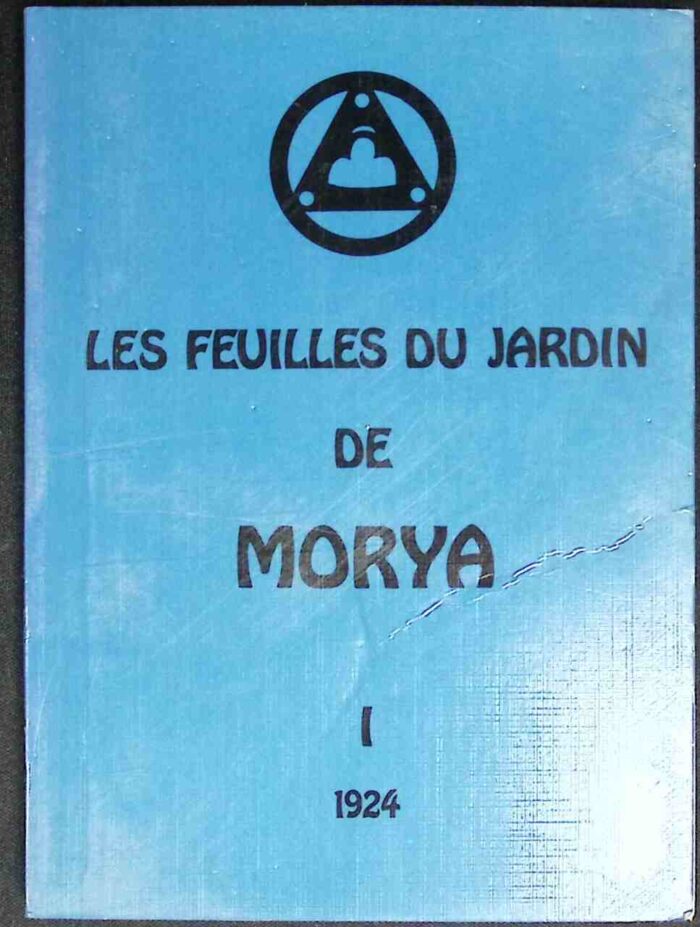 LES FEUILLES DU JARDIN
DE
MORYA
I
1924